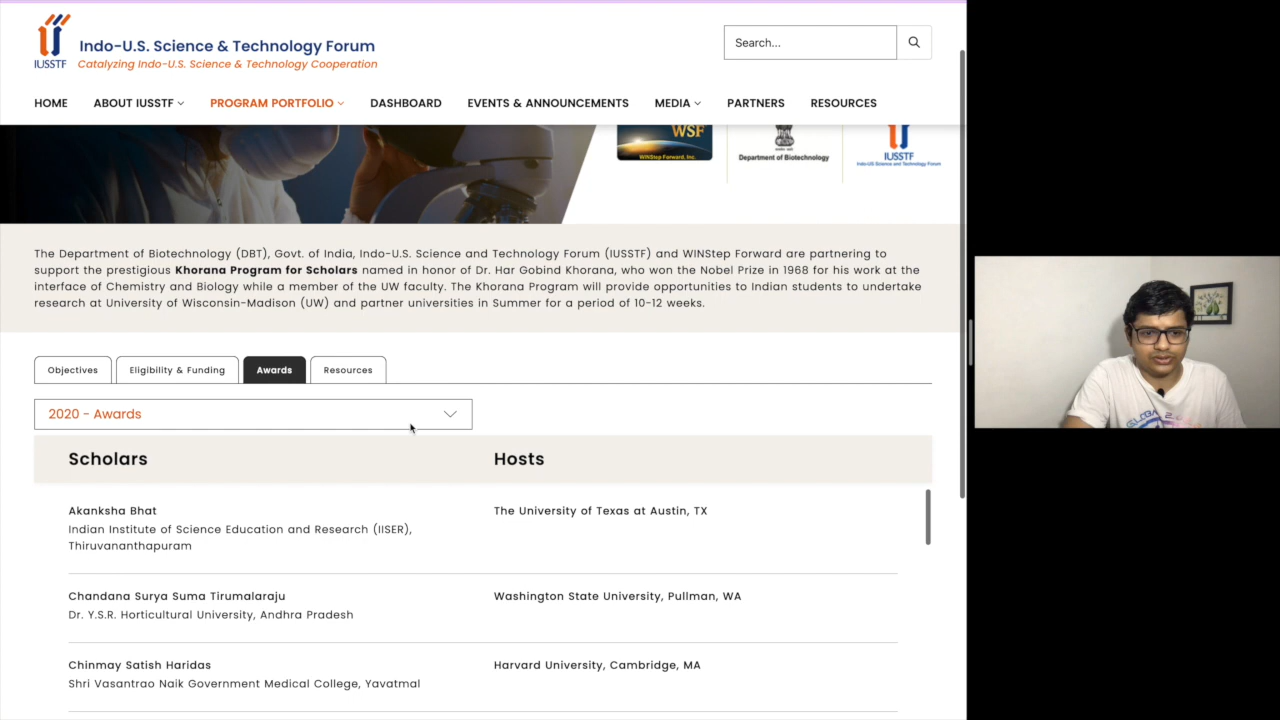 IUSSTF
Indo-U.S. Science & Technology Forum
Catalyzing Indo-U.S. Science & Technology Cooperation
Search...
HOME ABOUT IUSSTF PROGRAM PORTFOLIO DASHBOARD EVENTS & ANNOUNCEMENTS MEDIA PARTNERS RESOURCES
WSF
WINStep Forward, Inc.
Department of Biotechnology
IUSSTF
Indo-US Science and Technology Forum
The Department of Biotechnology (DBT), Govt. of India, Indo-U.S. Science and Technology Forum (IUSSTF) and WINStep Forward are partnering to
support the prestigious Khorana Program for Scholars named in honor of Dr. Har Gobind Khorana, who won the Nobel Prize in 1968 for his work at the
interface of Chemistry and Biology while a member of the UW faculty. The Khorana Program will provide opportunities to Indian students to undertake
research at University of Wisconsin-Madison (UW) and partner universities in Summer for a period of 10-12 weeks.
Objectives Eligibility & Funding Awards Resources
2020 - Awards
Scholars Hosts
Akanksha Bhat The University of Texas at Austin, TX
Indian Institute of Science Education and Research (IISER),
Thiruvananthapuram
Chandana Surya Suma Tirumalaraju Washington State University, Pullman, WA
Dr. Y.S.R. Horticultural University, Andhra Pradesh
Chinmay Satish Haridas Harvard University, Cambridge, MA
Shri Vasantrao Naik Government Medical College, Yavatmal